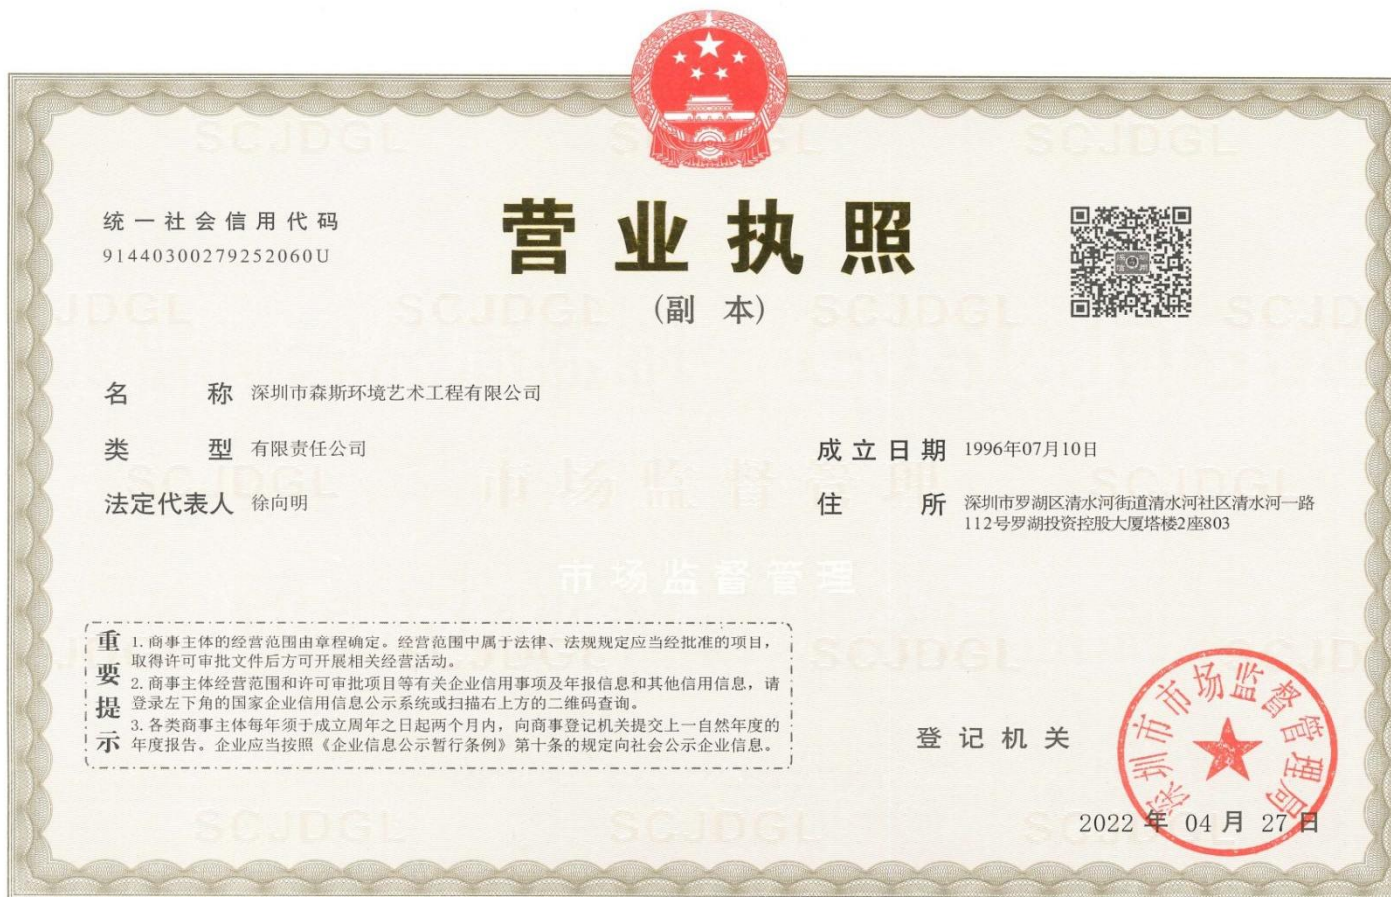 统一社会信用代码
91440300279252060U
营业执照
(副 本)
名 称 深圳市森斯环境艺术工程有限公司
类 型 有限责任公司
法定代表人 徐向明
成立日期 1996年07月10日
住 所 深圳市罗湖区清水河街道清水河社区清水河一路
112号罗湖投资控股大厦塔楼2座803
重要提示
1. 商事主体的经营范围由章程确定。经营范围中属于法律、法规规定应当经批准的项目，
取得许可审批文件后方可开展相关经营活动。
2. 商事主体经营范围和许可审批项目等有关企业信用事项及年报信息和其他信用信息，请
登录左下角的国家企业信用信息公示系统或扫描右上方的二维码查询。
3. 各类商事主体每年须于成立周年之日起两个月内，向商事登记机关提交上一自然年度的
年度报告。企业应当按照《企业信息公示暂行条例》第十条的规定向社会公示企业信息。
登记机关
深圳市市场监督管理局
2022 年 04 月 27 日
SCJDGL
市场监督管理
市场监督管理